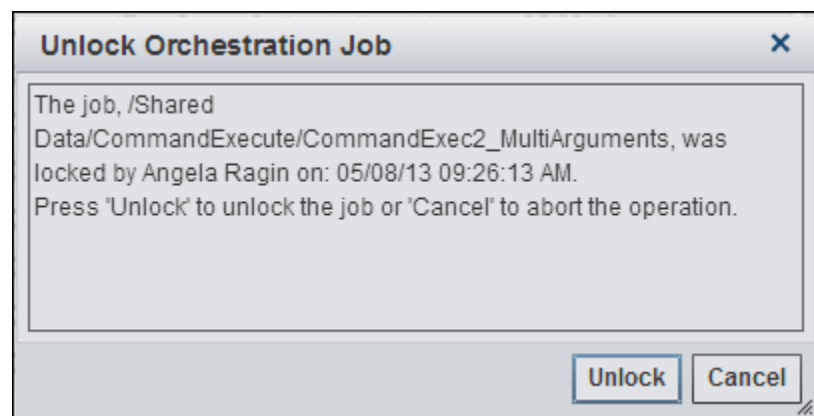 Unlock Orchestration Job
The job, /Shared
Data/CommandExecute/CommandExec2_MultiArguments, was
locked by Angela Ragin on: 05/08/13 09:26:13 AM.
Press 'Unlock' to unlock the job or 'Cancel' to abort the operation.
Unlock Cancel